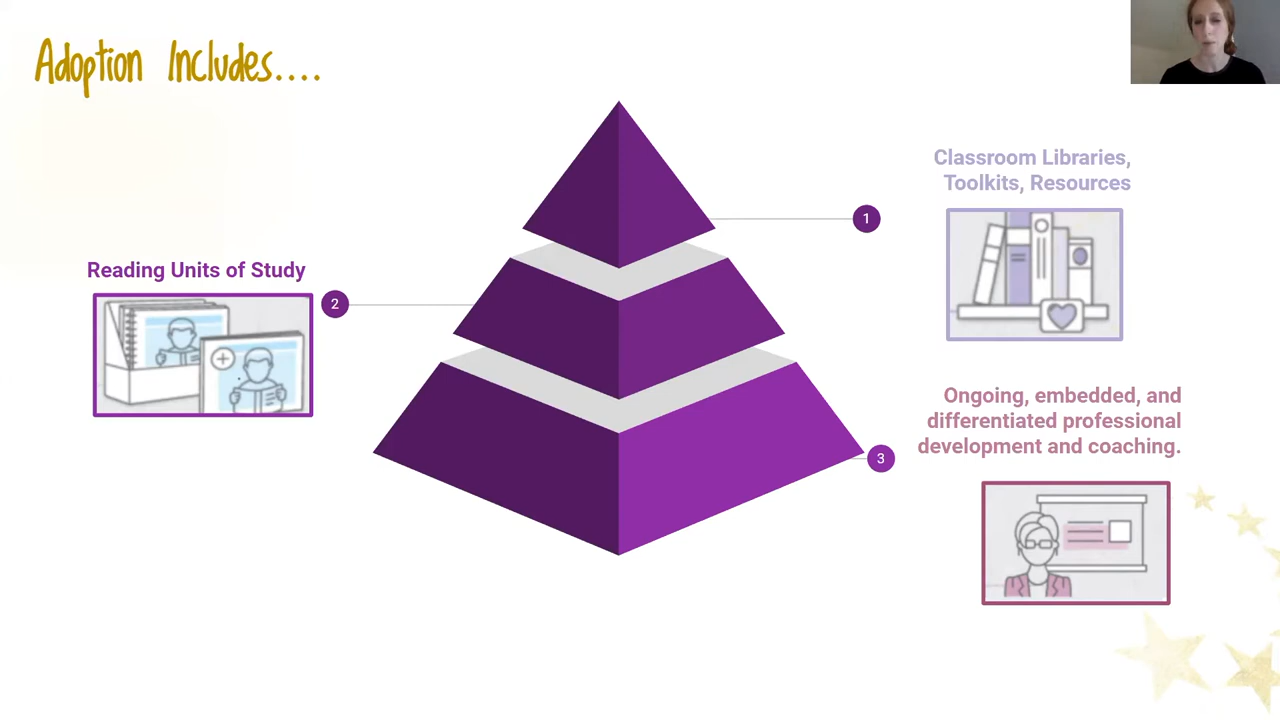 Adoption Includes....
Classroom Libraries,
Toolkits, Resources
1
Reading Units of Study
2
Ongoing, embedded, and
differentiated professional
development and coaching.
3